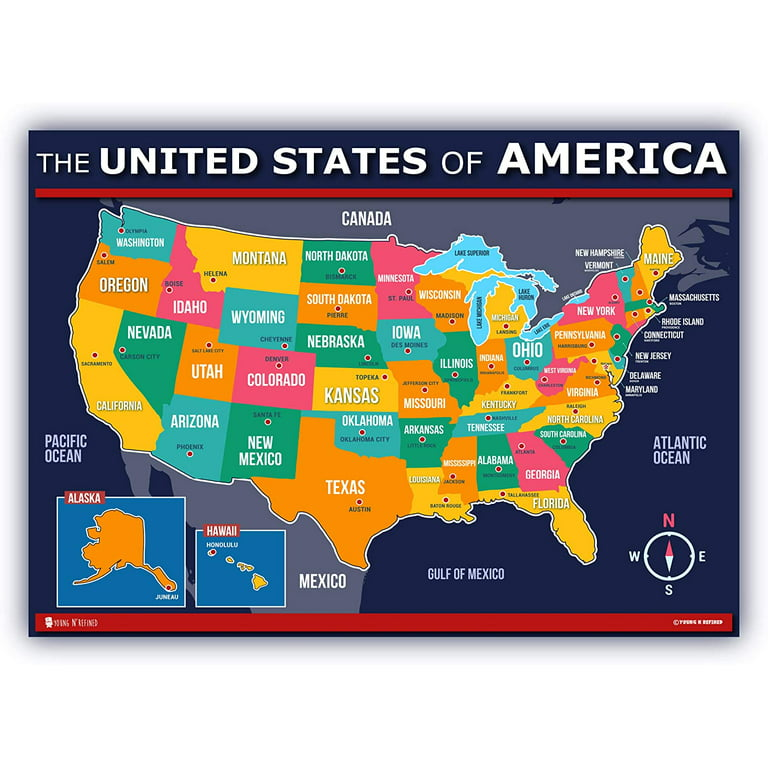 THE UNITED STATES OF AMERICA
CANADA
OLYMPIA
WASHINGTON
SALEM
OREGON
BOISE
IDAHO
MONTANA
HELENA
NORTH DAKOTA
BISMARCK
MINNESOTA
ST. PAUL
LAKE SUPERIOR
LAKE MICHIGAN
LAKE HURON
LAKE ERIE
LAKE ONTARIO
NEW HAMPSHIRE
VERMONT
MAINE
MASSACHUSETTS
BOSTON
RHODE ISLAND
PROVIDENCE
CONNECTICUT
HARTFORD
NEW YORK
NEW JERSEY
TRENTON
DELAWARE
DOVER
MARYLAND
ANNAPOLIS
WYOMING
CHEYENNE
SOUTH DAKOTA
PIERRE
WISCONSIN
MADISON
MICHIGAN
LANSING
PENNSYLVANIA
HARRISBURG
NEVADA
CARSON CITY
SACRAMENTO
CALIFORNIA
SALT LAKE CITY
UTAH
DENVER
COLORADO
NEBRASKA
LINCOLN
IOWA
DES MOINES
ILLINOIS
SPRINGFIELD
INDIANA
INDIANAPOLIS
OHIO
COLUMBUS
WEST VIRGINIA
CHARLESTON
RICHMOND
VIRGINIA
TOPEKA
KANSAS
JEFFERSON CITY
MISSOURI
FRANKFORT
KENTUCKY
RALEIGH
NORTH CAROLINA
ARIZONA
PHOENIX
SANTA FE
NEW MEXICO
OKLAHOMA
OKLAHOMA CITY
ARKANSAS
LITTLE ROCK
NASHVILLE
TENNESSEE
SOUTH CAROLINA
COLUMBIA
ATLANTA
GEORGIA
TEXAS
AUSTIN
LOUISIANA
BATON ROUGE
MISSISSIPPI
JACKSON
ALABAMA
MONTGOMERY
TALLAHASSEE
FLORIDA
PACIFIC
OCEAN
ATLANTIC
OCEAN
ALASKA
JUNEAU
HAWAII
HONOLULU
MEXICO
GULF OF MEXICO
N
W E
S
YOUNG N' REFINED
©YOUNG N REFINED